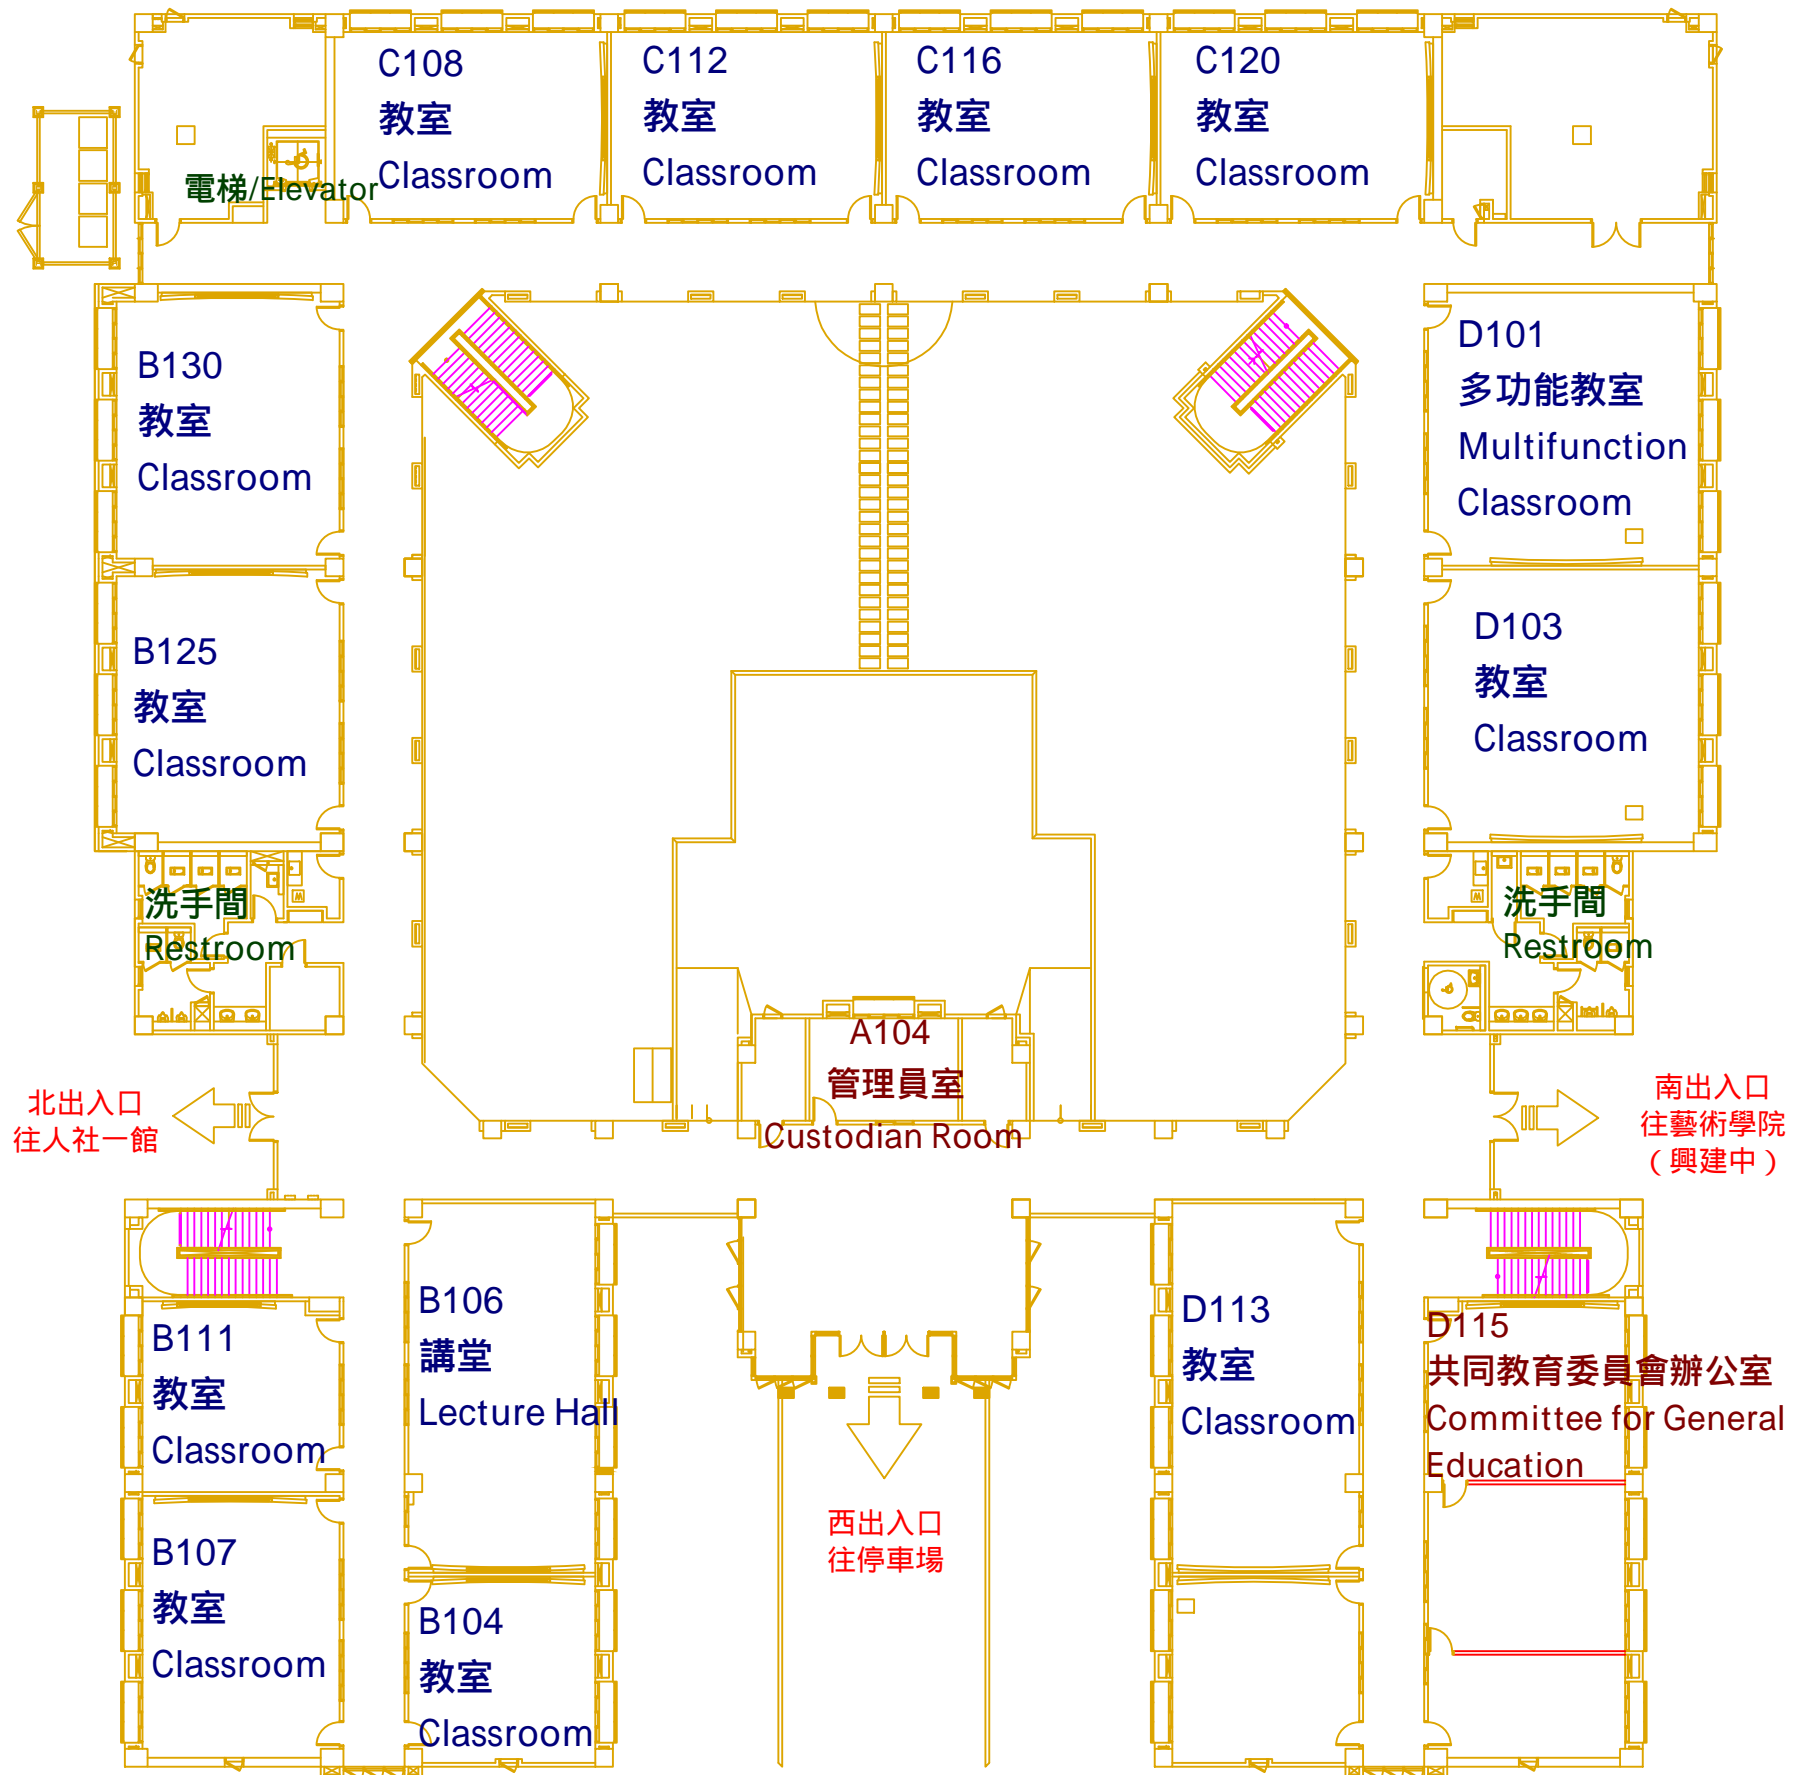 C108
教室
Classroom
C112
教室
Classroom
C116
教室
Classroom
C120
教室
Classroom
電梯/Elevator
B130
教室
Classroom
D101
多功能教室
Multifunction
Classroom
B125
教室
Classroom
D103
教室
Classroom
洗手間
Restroom
洗手間
Restroom
A104
管理員室
Custodian Room
北出入口
往人社一館
南出入口
往藝術學院
（興建中）
B111
教室
Classroom
B106
講堂
Lecture Hall
D113
教室
Classroom
D115
共同教育委員會辦公室
Committee for General
Education
西出入口
往停車場
B107
教室
Classroom
B104
教室
Classroom